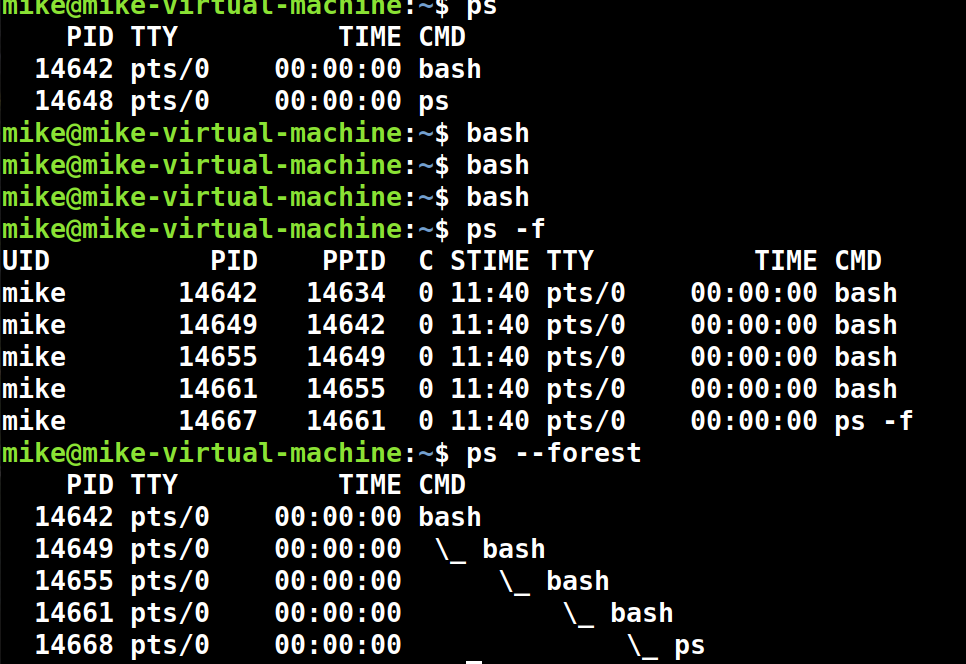 mike@mike-virtual-machine:~$ ps
    PID TTY          TIME CMD
  14642 pts/0    00:00:00 bash
  14648 pts/0    00:00:00 ps
mike@mike-virtual-machine:~$ bash
mike@mike-virtual-machine:~$ bash
mike@mike-virtual-machine:~$ bash
mike@mike-virtual-machine:~$ ps -f
UID          PID    PPID  C STIME TTY          TIME CMD
mike       14642   14634  0 11:40 pts/0    00:00:00 bash
mike       14649   14642  0 11:40 pts/0    00:00:00 bash
mike       14655   14649  0 11:40 pts/0    00:00:00 bash
mike       14661   14655  0 11:40 pts/0    00:00:00 bash
mike       14667   14661  0 11:40 pts/0    00:00:00 ps -f
mike@mike-virtual-machine:~$ ps --forest
    PID TTY          TIME CMD
  14642 pts/0    00:00:00 bash
  14649 pts/0    00:00:00  \_ bash
  14655 pts/0    00:00:00      \_ bash
  14661 pts/0    00:00:00          \_ bash
  14668 pts/0    00:00:00              \_ ps